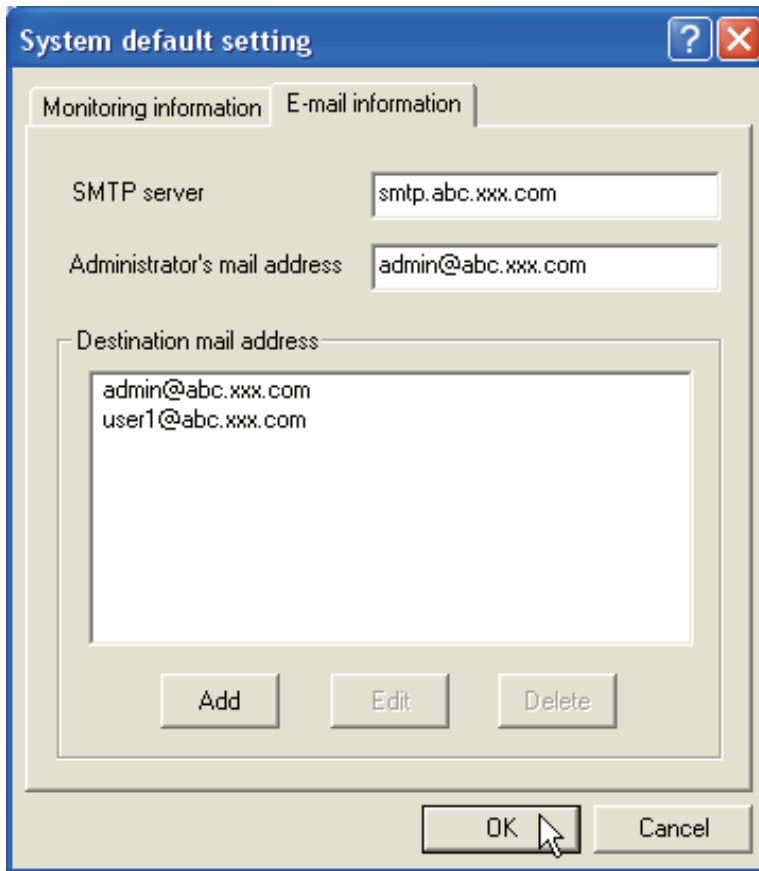 System default setting
Monitoring information E-mail information
SMTP server smtp.abc.xxx.com
Administrator's mail address admin@abc.xxx.com
Destination mail address
admin@abc.xxx.com
user1@abc.xxx.com
Add Edit Delete
OK Cancel